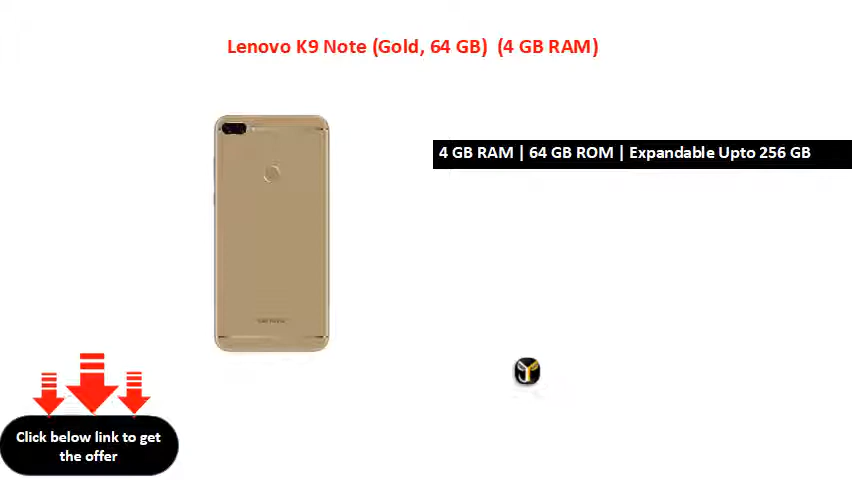 Lenovo K9 Note (Gold, 64 GB)  (4 GB RAM)
4 GB RAM | 64 GB ROM | Expandable Upto 256 GB
Click below link to get
the offer